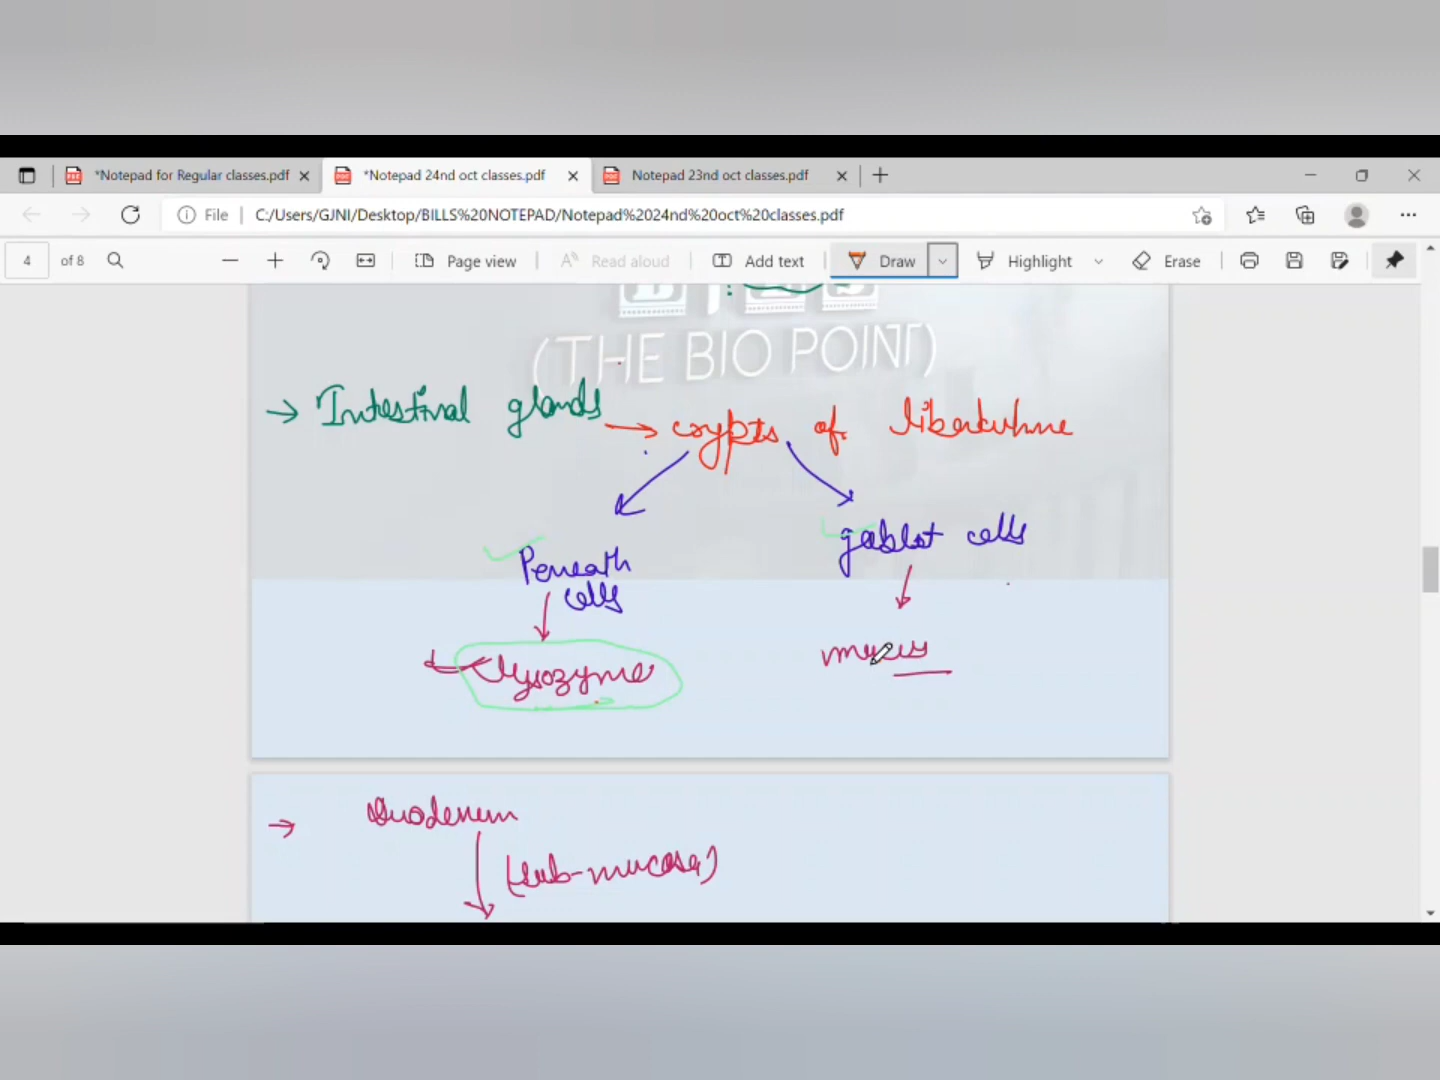 *Notepad for Regular classes.pdf
*Notepad 24nd oct classes.pdf
Notepad 23nd oct classes.pdf
File
C:/Users/GJNI/Desktop/BILLS%20NOTEPAD/Notepad%2024nd%20oct%20classes.pdf
4 of 8
Page view
Read aloud
Add text
Draw
Highlight
Erase
(THE BIO POINT)
→ Intestinal glands → crypts of liberkuhne
Peneath cells
goblet cells
lysozyme
mucus
→ Duodenum
(sub-mucosa)